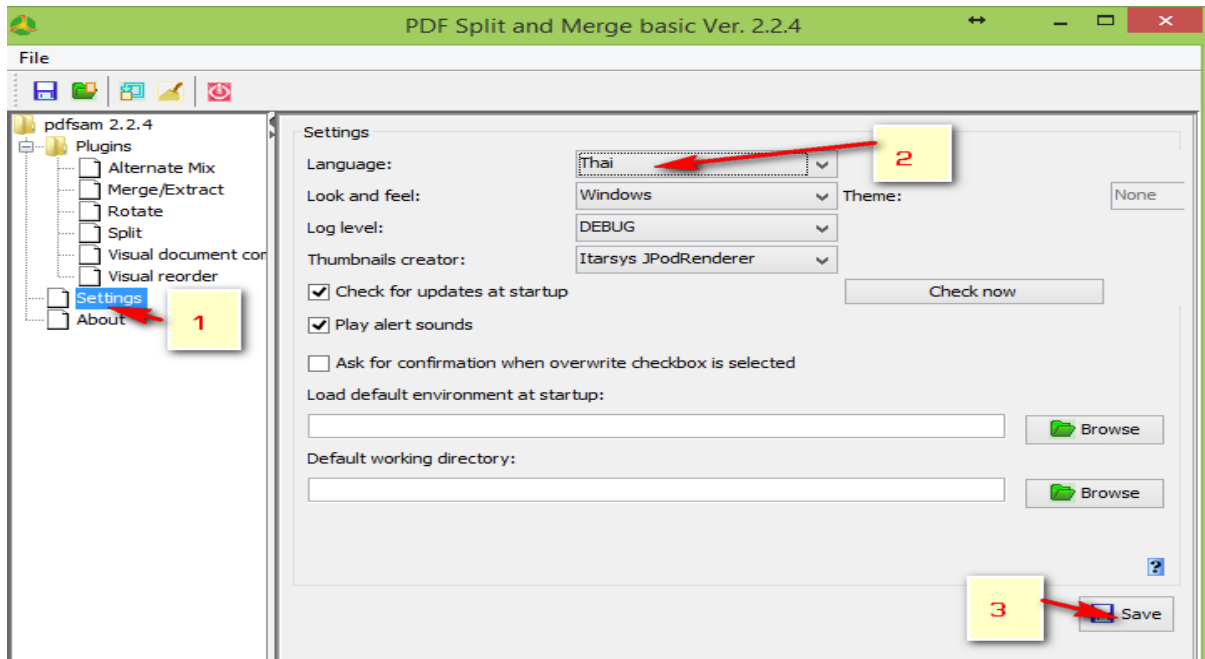 PDF Split and Merge basic Ver. 2.2.4
File
pdfsam 2.2.4
Plugins
Alternate Mix
Merge/Extract
Rotate
Split
Visual document con
Visual reorder
Settings
About
1
Settings
Language: Thai
2
Look and feel: Windows Theme: None
Log level: DEBUG
Thumbnails creator: Itarsys JPodRenderer
Check for updates at startup Check now
Play alert sounds
Ask for confirmation when overwrite checkbox is selected
Load default environment at startup:
Browse
Default working directory:
Browse
?
3
Save